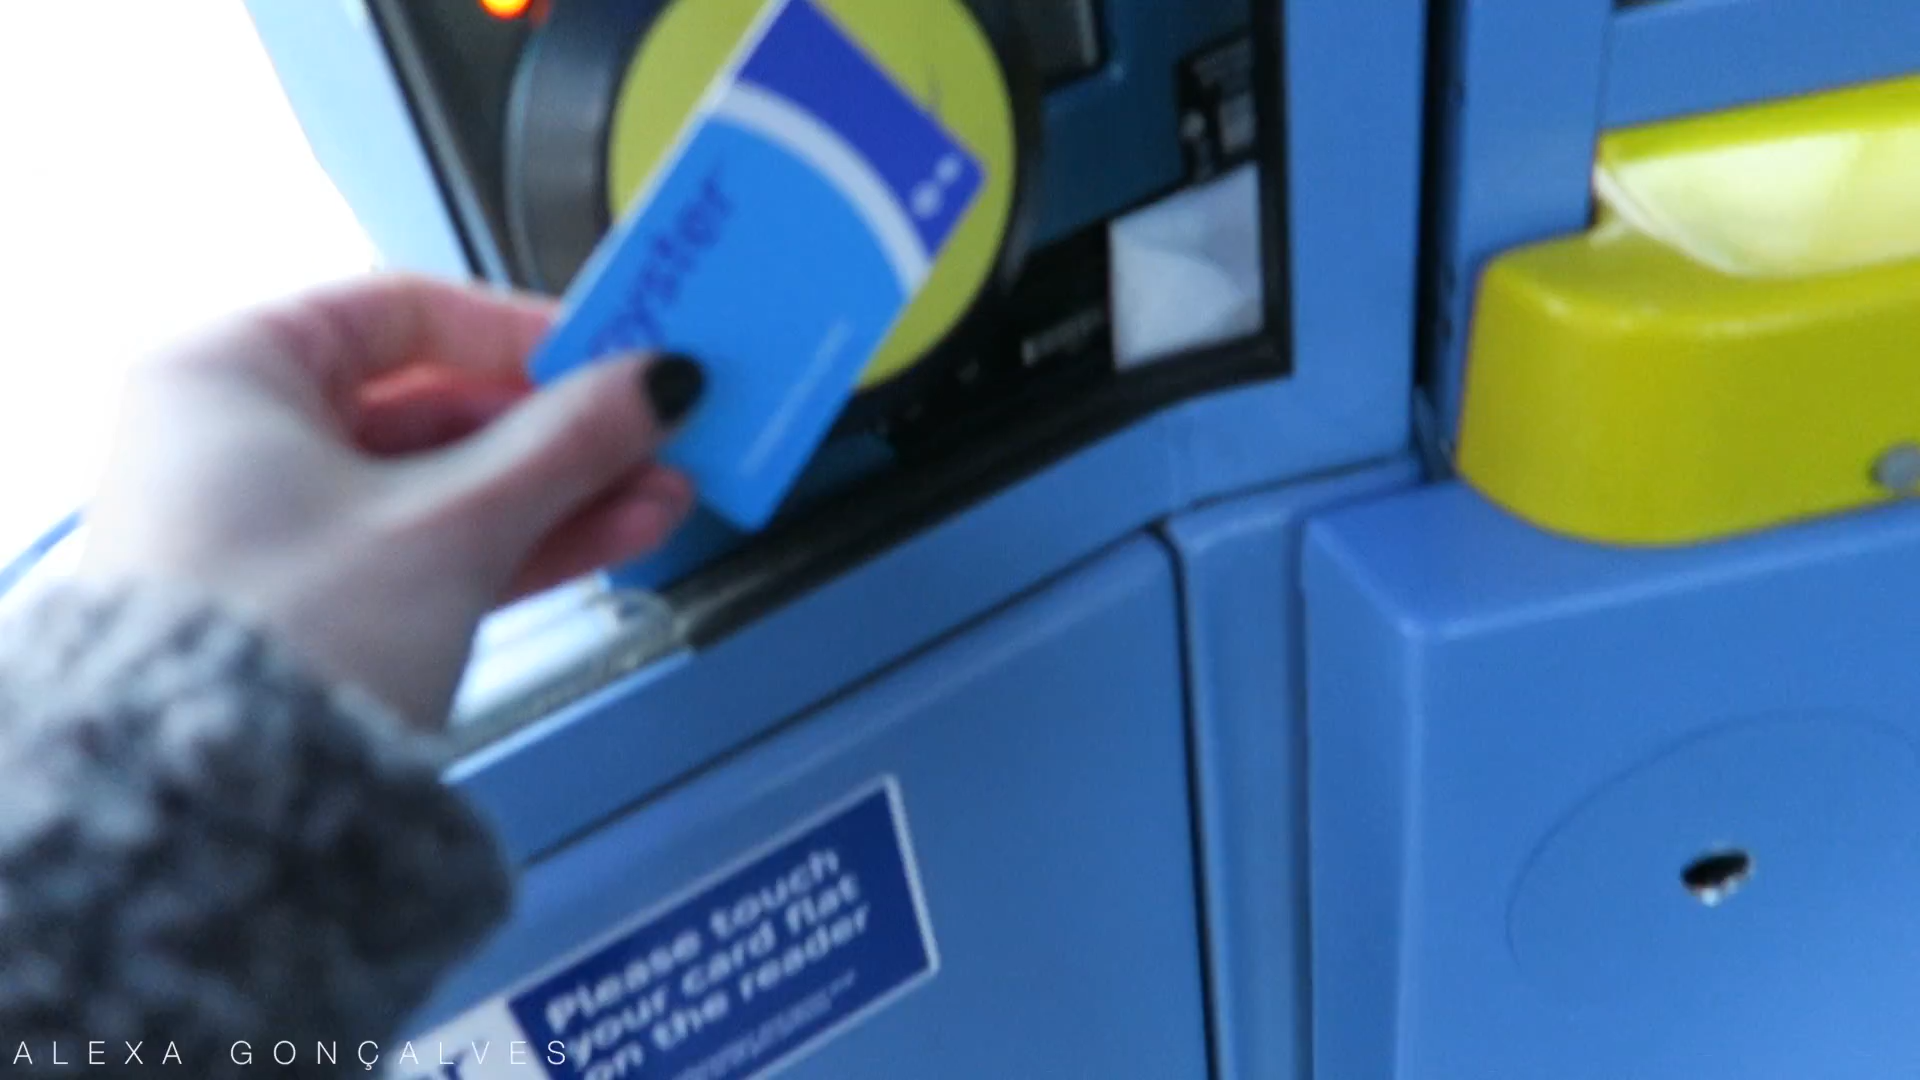 oyster
Please touch
your card flat
on the reader
ALEXA GONÇALVES